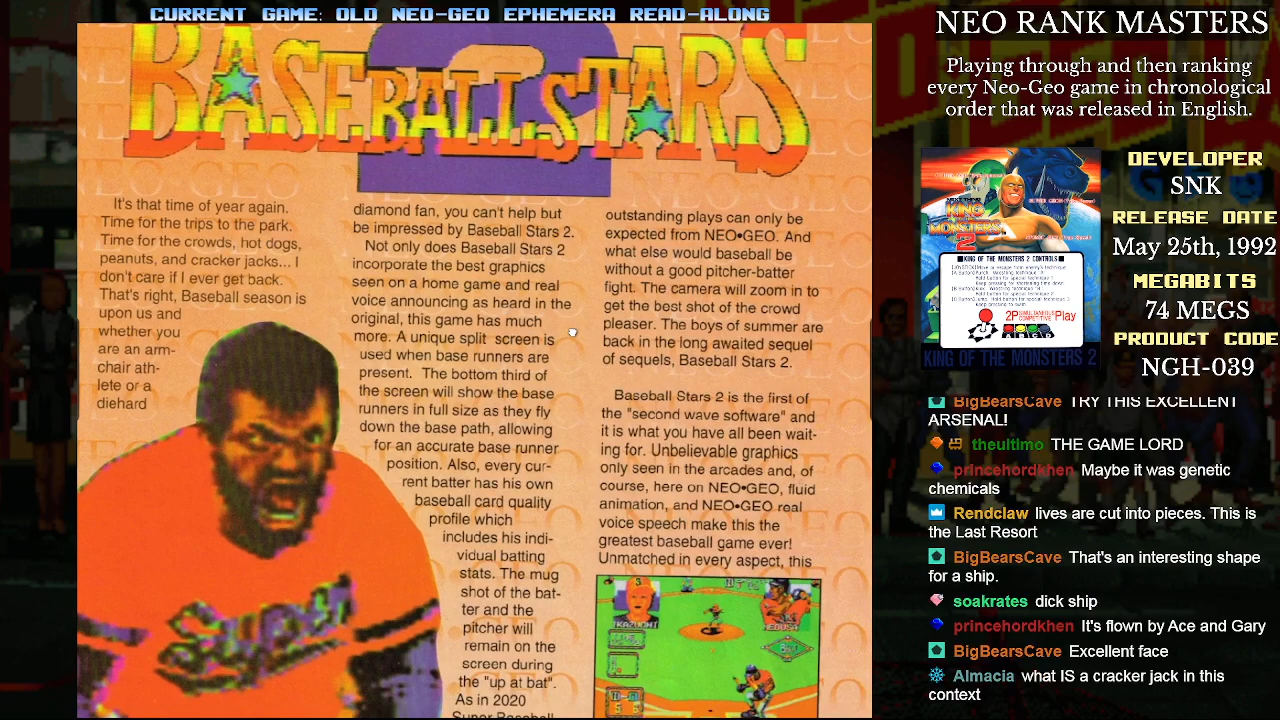 CURRENT GAME: OLD NEO-GEO EPHEMERA READ-ALONG
BASEBALL STARS
2
It's that time of year again.
Time for the trips to the park.
Time for the crowds, hot dogs,
peanuts, and cracker jacks... I
don't care if I ever get back.
That's right, Baseball season is
upon us and
whether you
are an arm-
chair ath-
lete or a
diehard
diamond fan, you can't help but
be impressed by Baseball Stars 2.
Not only does Baseball Stars 2
incorporate the best graphics
seen on a home game and real
voice announcing as heard in the
original, this game has much
more. A unique split screen is
used when base runners are
present. The bottom third of
the screen will show the base
runners in full size as they fly
down the base path, allowing
for an accurate base runner
position. Also, every cur-
rent batter has his own
baseball card quality
profile which
includes his indi-
vidual batting
stats. The mug
shot of the bat-
ter and the
pitcher will
remain on the
screen during
the "up at bat".
As in 2020
Super Baseball
outstanding plays can only be
expected from NEO•GEO. And
what else would baseball be
without a good pitcher-batter
fight. The camera will zoom in to
get the best shot of the crowd
pleaser. The boys of summer are
back in the long awaited sequel
of sequels, Baseball Stars 2.
Baseball Stars 2 is the first of
the "second wave software" and
it is what you have all been wait-
ing for. Unbelievable graphics
only seen in the arcades and, of
course, here on NEO•GEO, fluid
animation, and NEO•GEO real
voice speech make this the
greatest baseball game ever!
Unmatched in every aspect, this
NEO RANK MASTERS
Playing through and then ranking
every Neo-Geo game in chronological
order that was released in English.
KING OF THE MONSTERS 2
KING OF THE MONSTERS 2 CONTROLS
2P SIMULTANEOUS COMPETITIVE Play
A B C D
KING OF THE MONSTERS 2
DEVELOPER
SNK
RELEASE DATE
May 25th, 1992
MEGABITS
74 MEGS
PRODUCT CODE
NGH-039
BigBearsCave TRY THIS EXCELLENT
ARSENAL!
theultimo THE GAME LORD
princehordkhen Maybe it was genetic
chemicals
Rendclaw lives are cut into pieces. This is
the Last Resort
BigBearsCave That's an interesting shape
for a ship.
soakrates dick ship
princehordkhen It's flown by Ace and Gary
BigBearsCave Excellent face
Almacia what IS a cracker jack in this
context